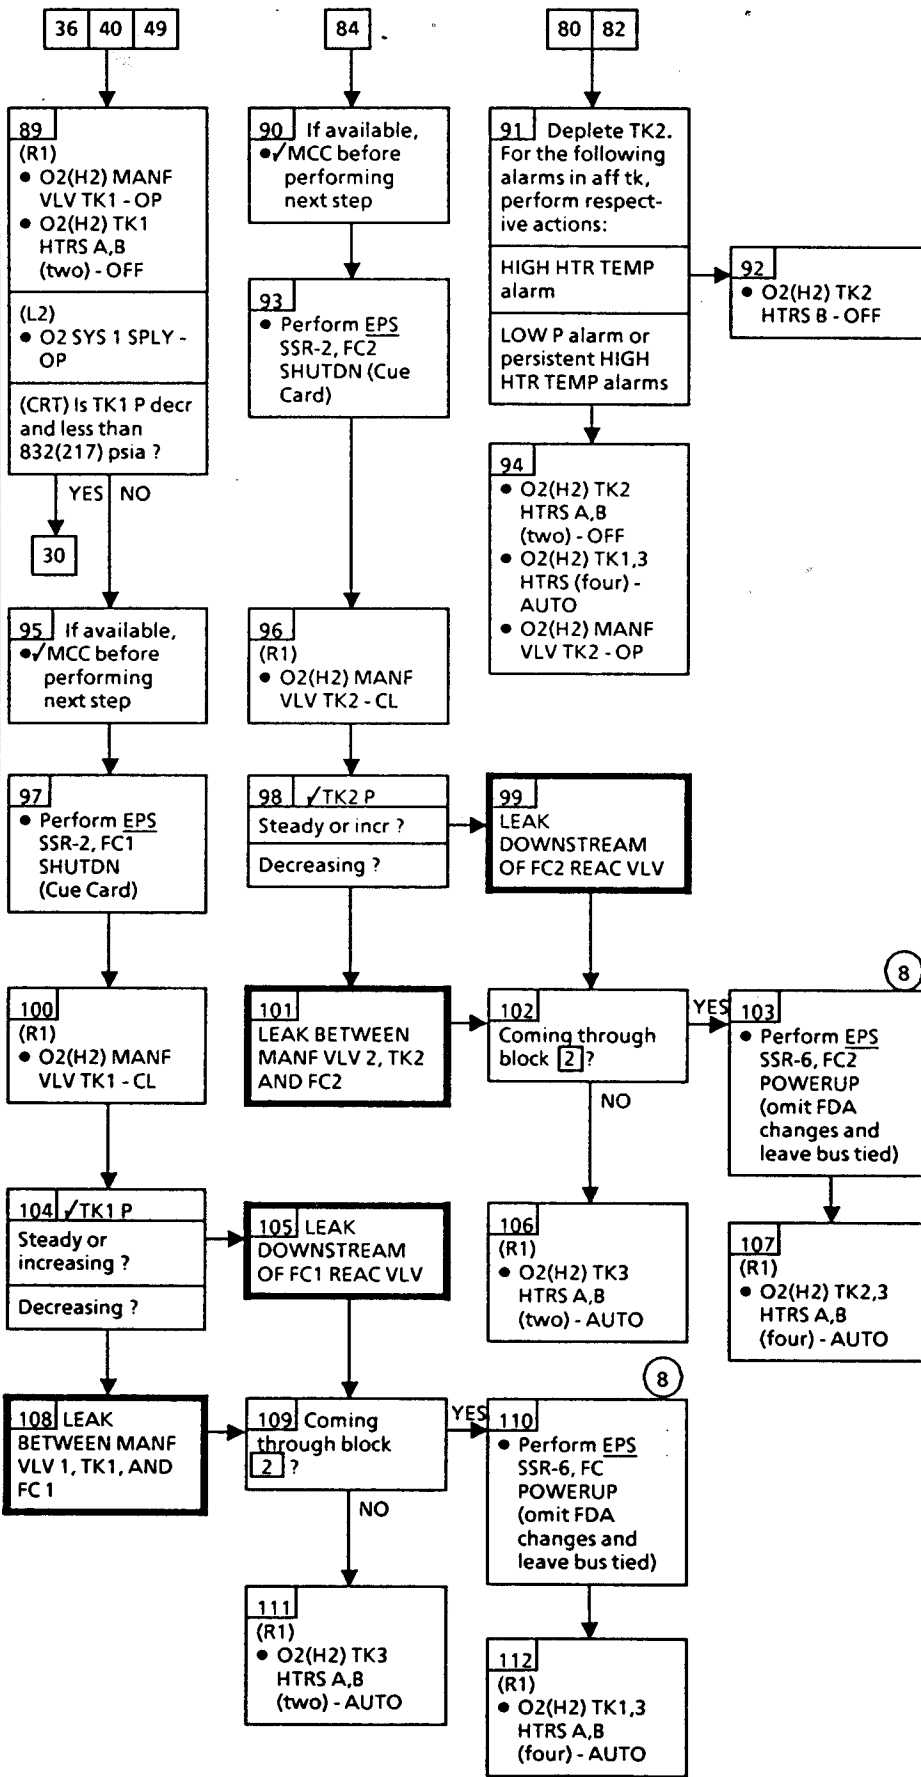 36 40 49
84
80 82
89
(R1)
• O2(H2) MANF
VLV TK1 - OP
• O2(H2) TK1
HTRS A,B
(two) - OFF
(L2)
• O2 SYS 1 SPLY -
OP
(CRT) Is TK1 P decr
and less than
832(217) psia ?
YES NO
30
95 If available,
•✓MCC before
performing
next step
97
• Perform EPS
SSR-2, FC1
SHUTDN
(Cue Card)
100
(R1)
• O2(H2) MANF
VLV TK1 - CL
104 ✓TK1 P
Steady or
increasing ?
Decreasing ?
108 LEAK
BETWEEN MANF
VLV 1, TK1, AND
FC 1
90 If available,
•✓MCC before
performing
next step
93
• Perform EPS
SSR-2, FC2
SHUTDN (Cue
Card)
96
(R1)
• O2(H2) MANF
VLV TK2 - CL
98 ✓TK2 P
Steady or incr ?
Decreasing ?
101
LEAK BETWEEN
MANF VLV 2, TK2
AND FC2
105 LEAK
DOWNSTREAM
OF FC1 REAC VLV
109 Coming
through block
2 ?
YES
NO
111
(R1)
• O2(H2) TK3
HTRS A,B
(two) - AUTO
91 Deplete TK2.
For the following
alarms in aff tk,
perform respect-
ive actions:
HIGH HTR TEMP
alarm
LOW P alarm or
persistent HIGH
HTR TEMP alarms
92
• O2(H2) TK2
HTRS B - OFF
94
• O2(H2) TK2
HTRS A,B
(two) - OFF
• O2(H2) TK1,3
HTRS (four) -
AUTO
• O2(H2) MANF
VLV TK2 - OP
99
LEAK
DOWNSTREAM
OF FC2 REAC VLV
102
Coming through
block 2 ?
YES
NO
8
103
• Perform EPS
SSR-6, FC2
POWERUP
(omit FDA
changes and
leave bus tied)
106
(R1)
• O2(H2) TK3
HTRS A,B
(two) - AUTO
107
(R1)
• O2(H2) TK2,3
HTRS A,B
(four) - AUTO
8
110
• Perform EPS
SSR-6, FC
POWERUP
(omit FDA
changes and
leave bus tied)
112
(R1)
• O2(H2) TK1,3
HTRS A,B
(four) - AUTO